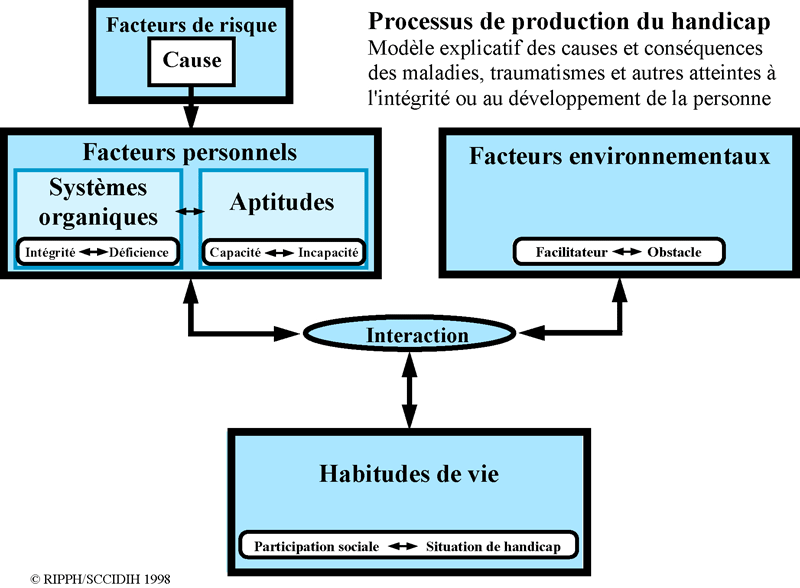 Facteurs de risque
Cause
Processus de production du handicap
Modèle explicatif des causes et conséquences
des maladies, traumatismes et autres atteintes à
l'intégrité ou au développement de la personne
Facteurs personnels
Systèmes
organiques
Intégrité Déficience
Aptitudes
Capacité Incapacité
Facteurs environnementaux
Facilitateur Obstacle
Interaction
Habitudes de vie
Participation sociale Situation de handicap
© RIPPH/SCCIDIH 1998